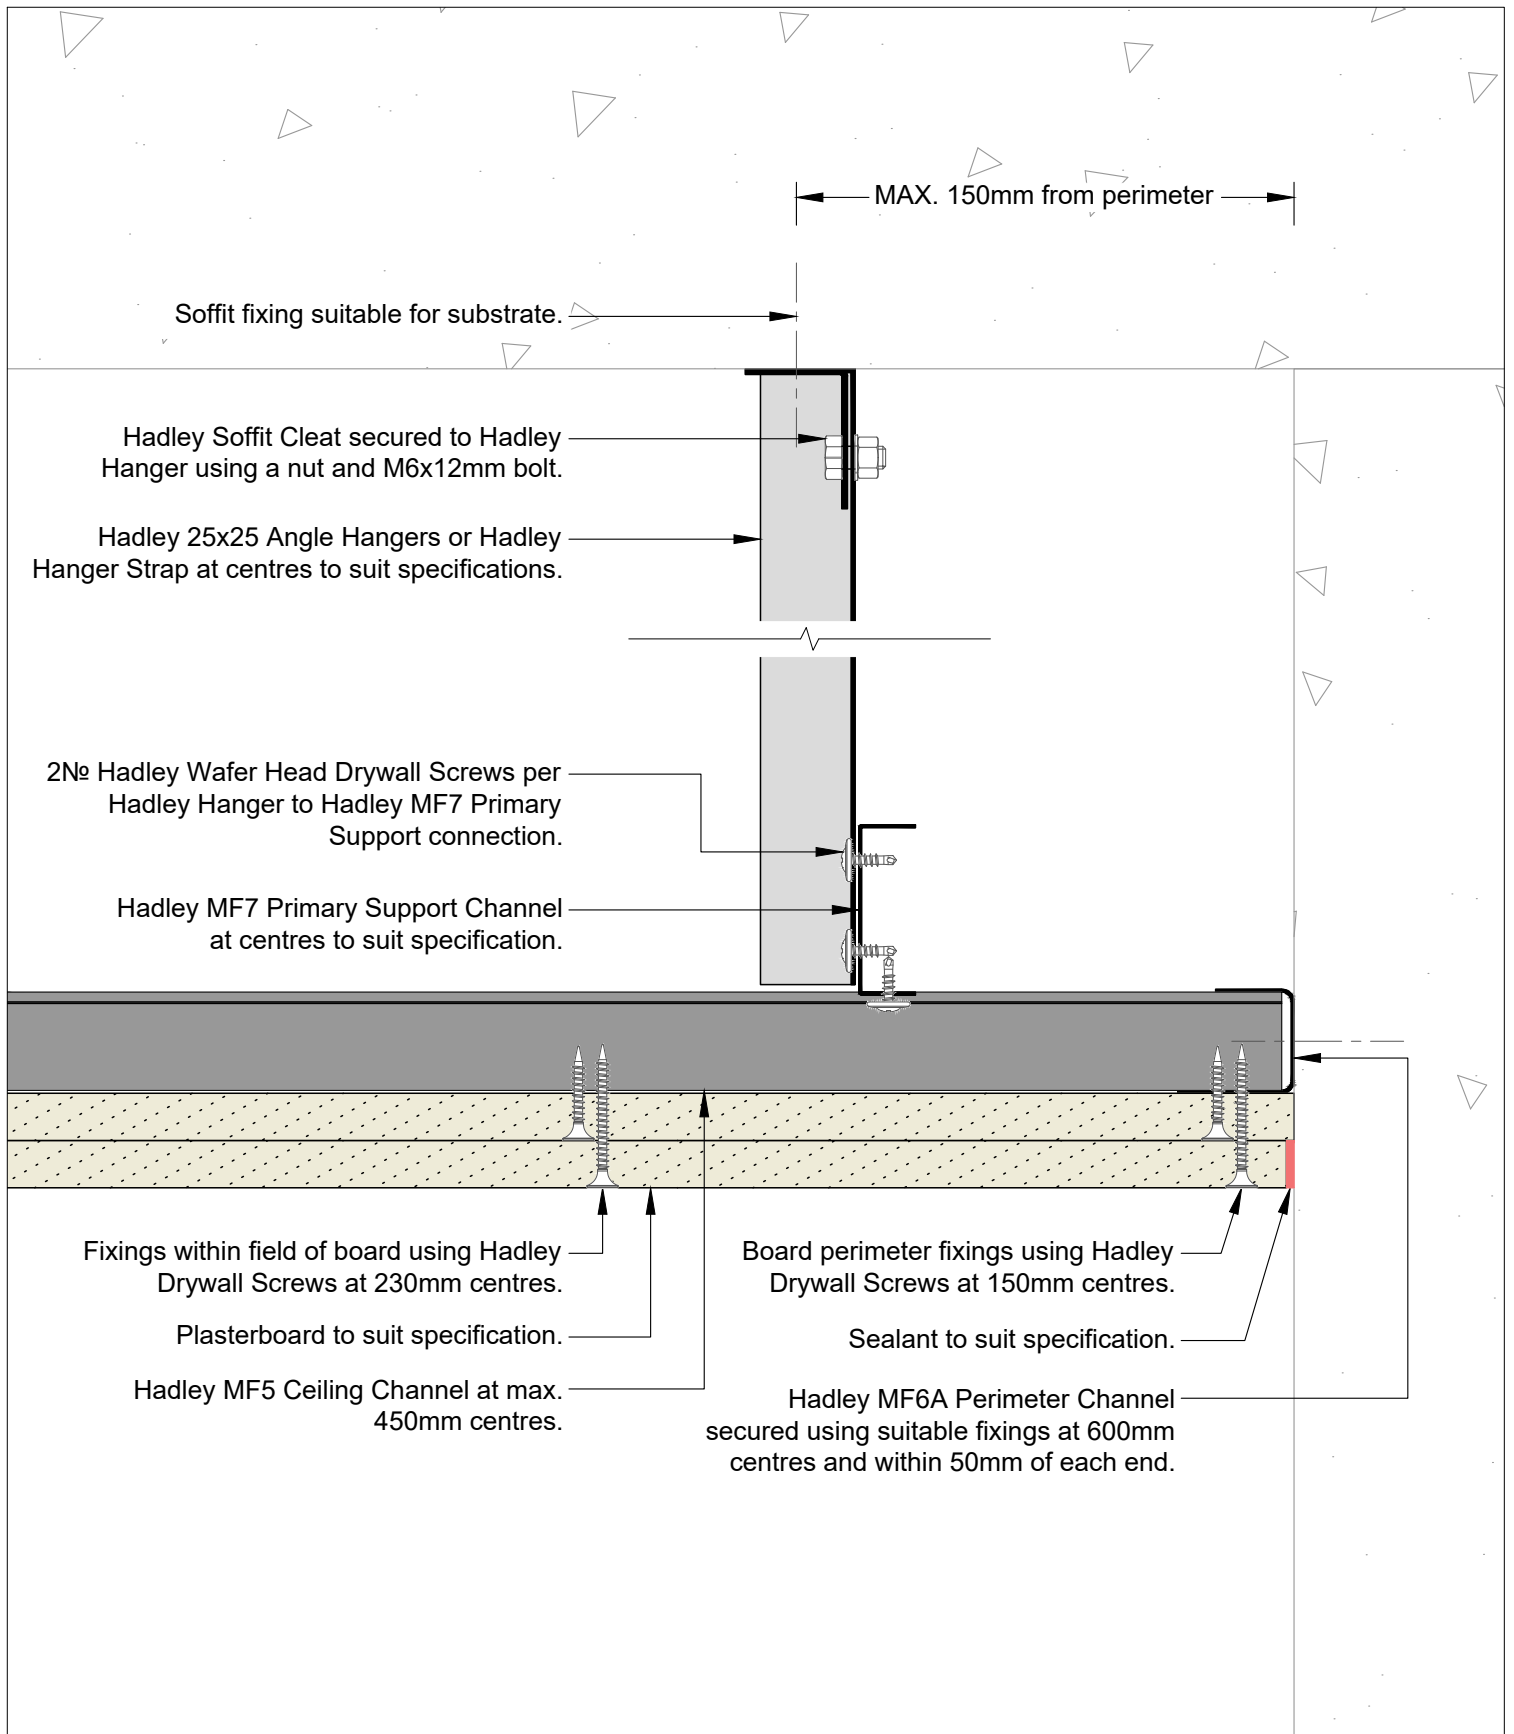 MAX. 150mm from perimeter
Soffit fixing suitable for substrate.
Hadley Soffit Cleat secured to Hadley
Hanger using a nut and M6x12mm bolt.
Hadley 25x25 Angle Hangers or Hadley
Hanger Strap at centres to suit specifications.
2№ Hadley Wafer Head Drywall Screws per
Hadley Hanger to Hadley MF7 Primary
Support connection.
Hadley MF7 Primary Support Channel
at centres to suit specification.
Fixings within field of board using Hadley
Drywall Screws at 230mm centres.
Plasterboard to suit specification.
Hadley MF5 Ceiling Channel at max.
450mm centres.
Board perimeter fixings using Hadley
Drywall Screws at 150mm centres.
Sealant to suit specification.
Hadley MF6A Perimeter Channel
secured using suitable fixings at 600mm
centres and within 50mm of each end.